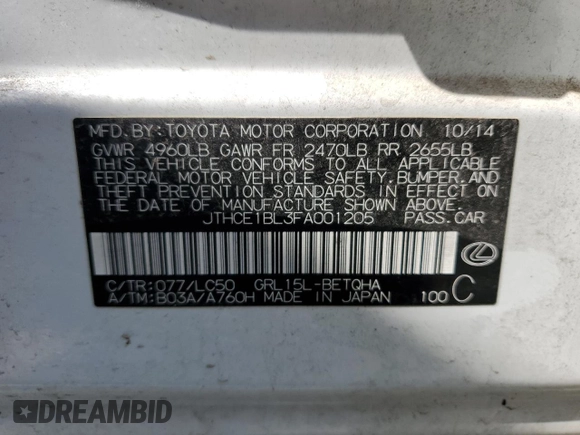 MFD. BY: TOYOTA MOTOR CORPORATION 10/14
GVWR 4960LB GAWR FR 2470LB RR 2655LB
THIS VEHICLE CONFORMS TO ALL APPLICABLE
FEDERAL MOTOR VEHICLE SAFETY, BUMPER, AND
THEFT PREVENTION STANDARDS IN EFFECT ON
THE DATE OF MANUFACTURE SHOWN ABOVE.
JTHCE1BL3FA001205 PASS. CAR
C/TR: 077/LC50 GRL15L-BETQHA
A/TM: B03A/A760H MADE IN JAPAN 100 C
DREAMBID